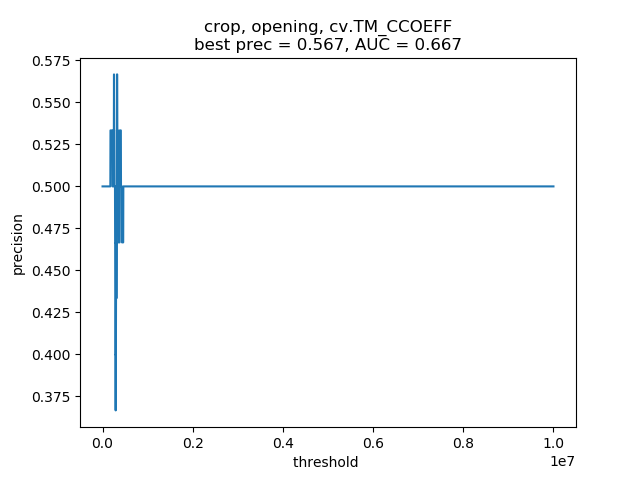 crop, opening, cv.TM_CCOEFF
best prec = 0.567, AUC = 0.667
0.575
0.550
0.525
0.500
0.475
0.450
0.425
0.400
0.375
precision
0.0 0.2 0.4 0.6 0.8 1.0
1e7
threshold